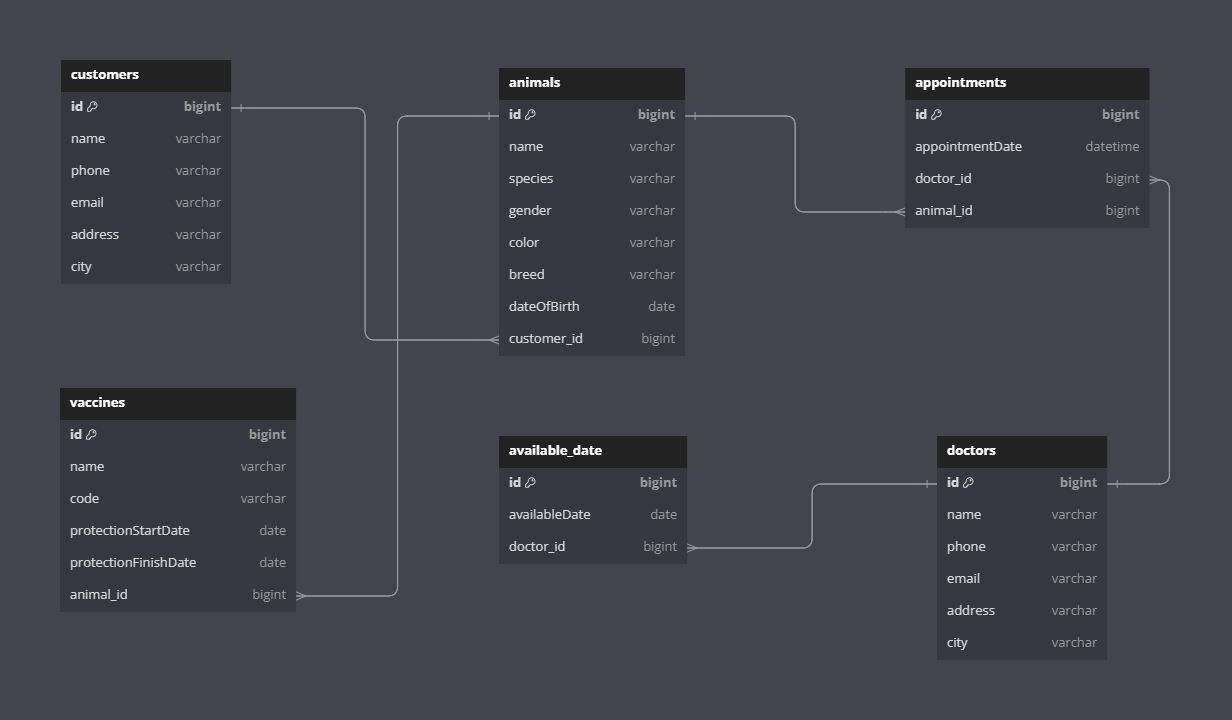 customers
id bigint
name varchar
phone varchar
email varchar
address varchar
city varchar
animals
id bigint
name varchar
species varchar
gender varchar
color varchar
breed varchar
dateOfBirth date
customer_id bigint
appointments
id bigint
appointmentDate datetime
doctor_id bigint
animal_id bigint
vaccines
id bigint
name varchar
code varchar
protectionStartDate date
protectionFinishDate date
animal_id bigint
available_date
id bigint
availableDate date
doctor_id bigint
doctors
id bigint
name varchar
phone varchar
email varchar
address varchar
city varchar